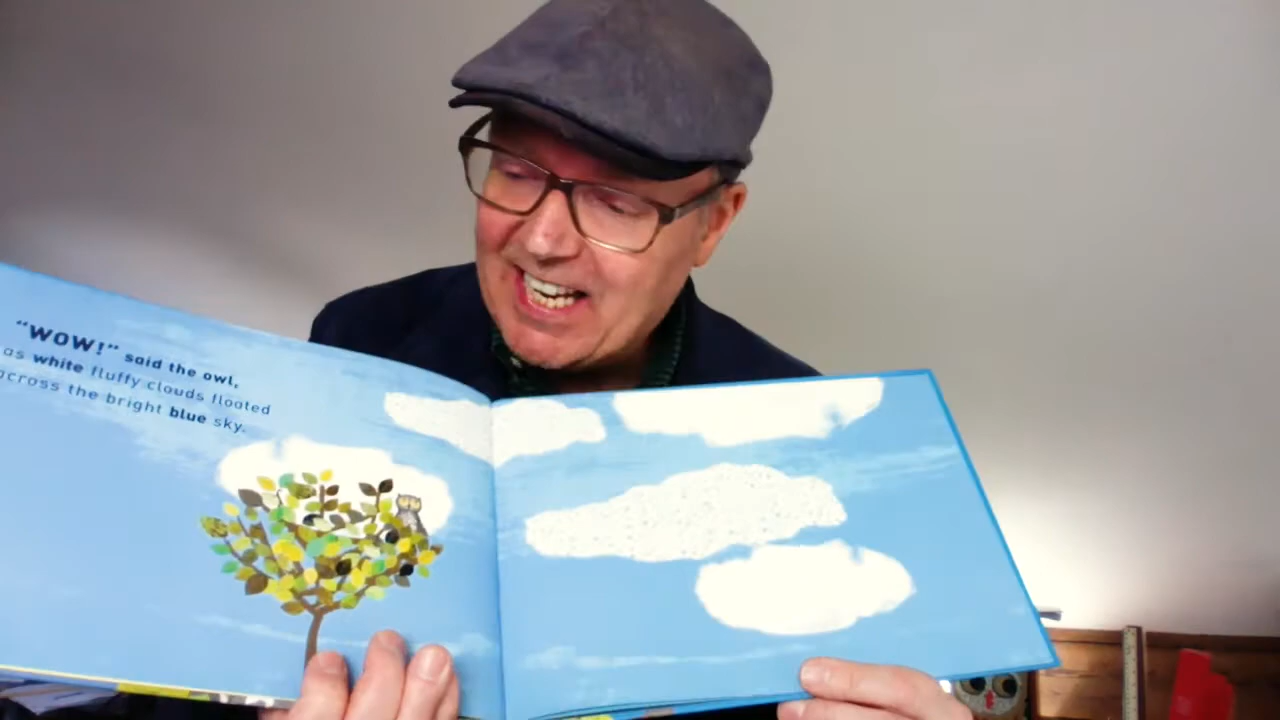 "WOW!" said the owl,
as white fluffy clouds floated
across the bright blue sky.